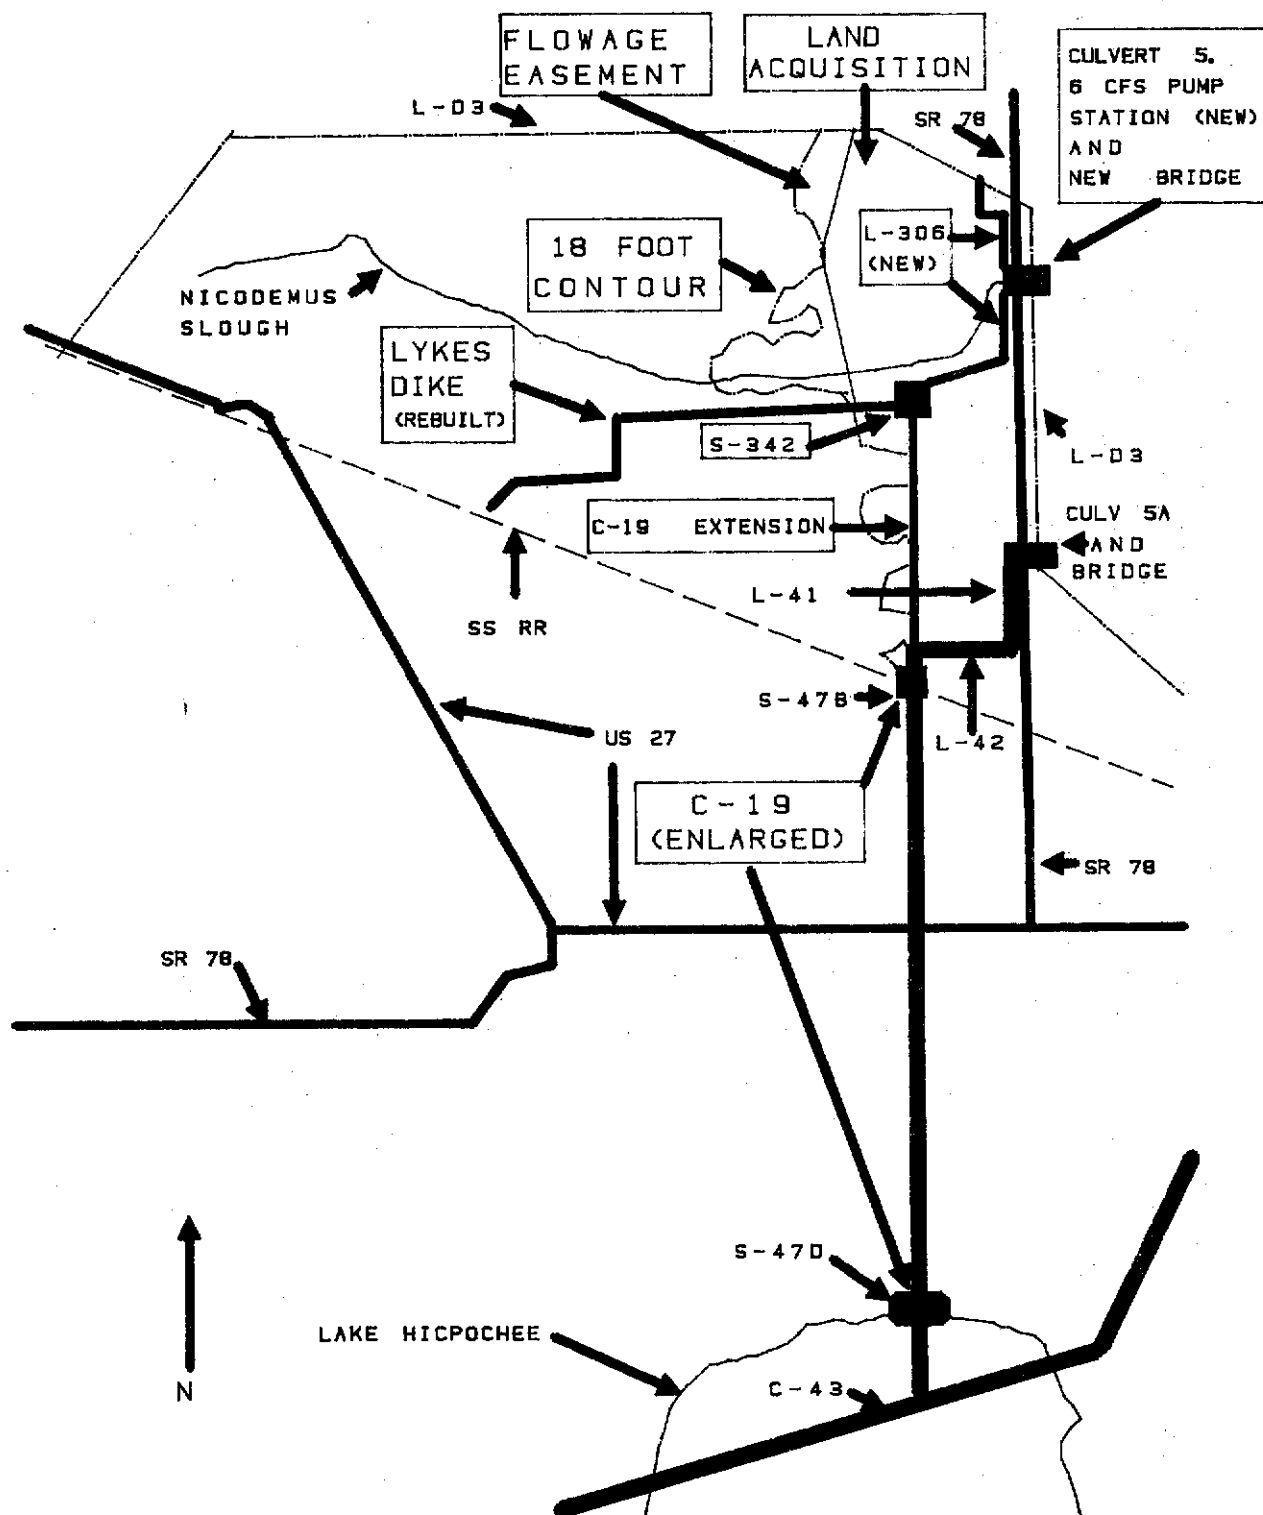 FLOWAGE
EASEMENT
LAND
ACQUISITION
CULVERT 5.
6 CFS PUMP
STATION (NEW)
AND
NEW BRIDGE
L-D3
SR 78
L-306
(NEW)
18 FOOT
CONTOUR
NICODEMUS
SLOUGH
LYKES
DIKE
(REBUILT)
S-342
L-D3
C-19 EXTENSION
CULV 5A
AND
BRIDGE
L-41
SS RR
S-47B
L-42
US 27
C-19
(ENLARGED)
SR 78
SR 78
S-47D
LAKE HICPOCHEE
C-43
N